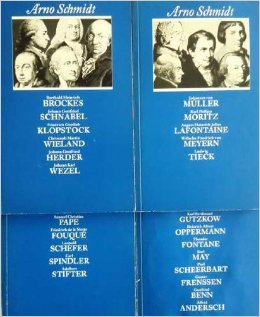 Arno Schmidt
Barthold Heinrich
BROCKES
Johann Gottfried
SCHNABEL
Friedrich Gottlieb
KLOPSTOCK
Christoph Martin
WIELAND
Johann Gottfried
HERDER
Johann Karl
WEZEL
Arno Schmidt
Johannes von
MÜLLER
Karl Philipp
MORITZ
August Heinrich Julius
LAFONTAINE
Wilhelm Friedrich von
MEYERN
Ludwig
TIECK
Samuel Christian
PAPE
Friedrich de la Motte
FOUQUÉ
Leopold
SCHEFER
Carl
SPINDLER
Adalbert
STIFTER
Karl Ferdinand
GUTZKOW
Heinrich Albert
OPPERMANN
Theodor
FONTANE
Karl
MAY
Paul
SCHEERBART
Gustav
FRENSSEN
Gottfried
BENN
Alfred
ANDERSCH